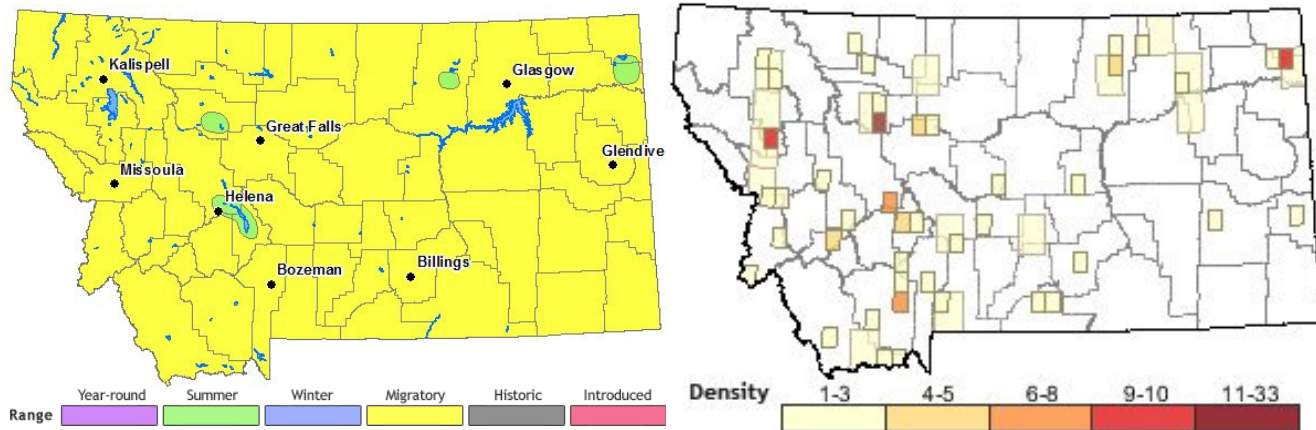 Kalispell
Glasgow
Great Falls
Glendive
Missoula
Helena
Bozeman
Billings
Year-round Summer Winter Migratory Historic Introduced
Range
Density 1-3 4-5 6-8 9-10 11-33